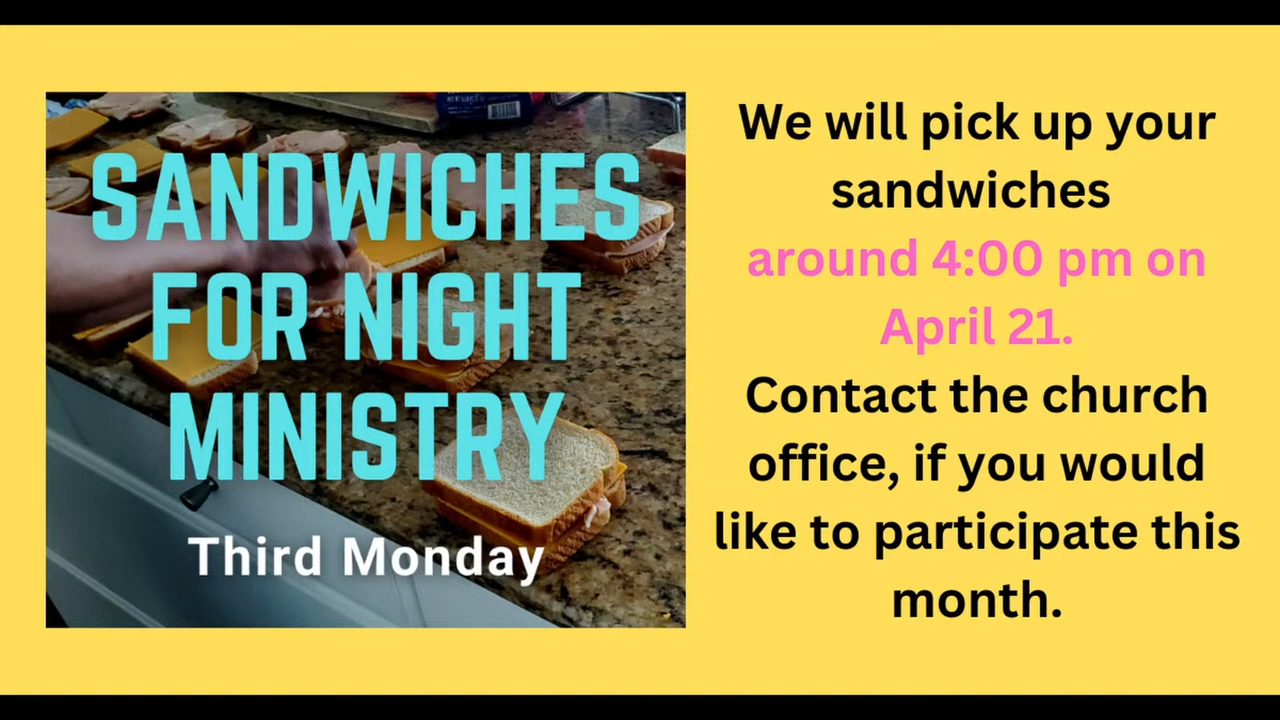 SANDWICHES
FOR NIGHT
MINISTRY
Third Monday
We will pick up your
sandwiches
around 4:00 pm on
April 21.
Contact the church
office, if you would
like to participate this
month.